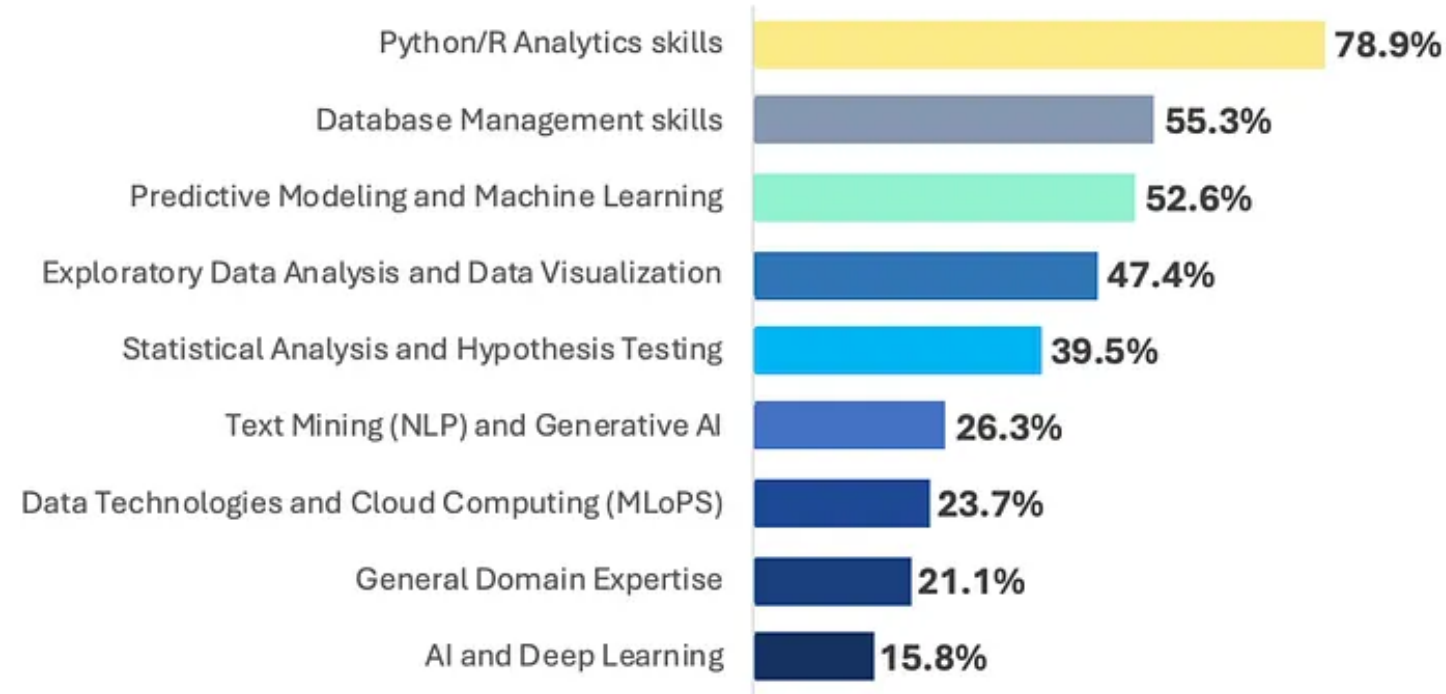 Python/R Analytics skills 78.9%
Database Management skills 55.3%
Predictive Modeling and Machine Learning 52.6%
Exploratory Data Analysis and Data Visualization 47.4%
Statistical Analysis and Hypothesis Testing 39.5%
Text Mining (NLP) and Generative AI 26.3%
Data Technologies and Cloud Computing (MLoPS) 23.7%
General Domain Expertise 21.1%
AI and Deep Learning 15.8%